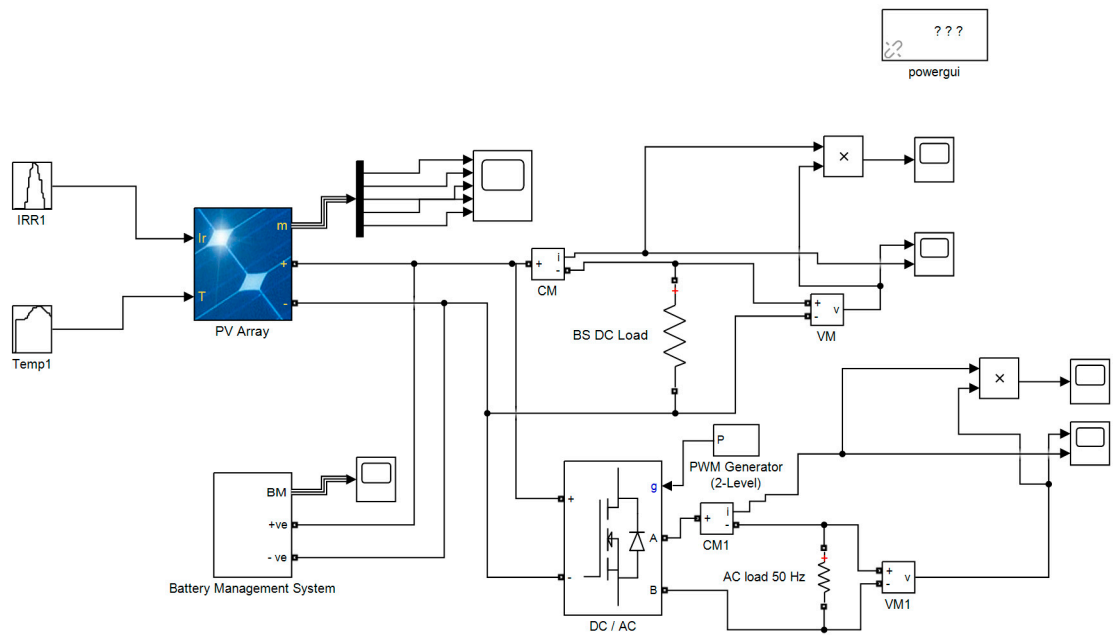 ? ? ?
powergui
×
IRR1
Ir
m
+
T
-
PV Array
Temp1
+
i
-
CM
+
BS DC Load
+
-
v
VM
×
P
PWM Generator
(2-Level)
BM
+ve
- ve
Battery Management System
+
g
A
-
B
DC / AC
+
i
-
CM1
+
AC load 50 Hz
+
-
v
VM1